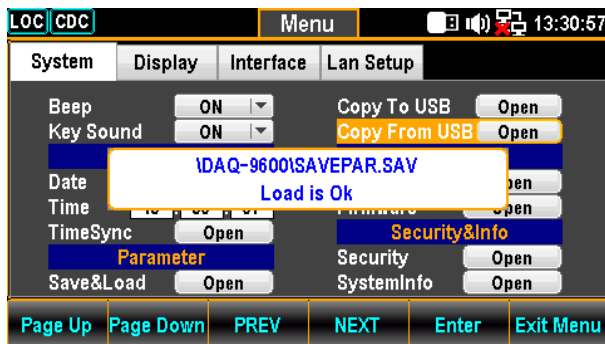 LOC CDC Menu 13:30:57
System Display Interface Lan Setup
Beep ON Copy To USB Open
Key Sound ON Copy From USB Open
\DAQ-9600\SAVEPAR.SAV
Load is Ok
Date
Time
TimeSync Open Security&Info
Parameter Security Open
Save&Load Open SystemInfo Open
Page Up Page Down PREV NEXT Enter Exit Menu